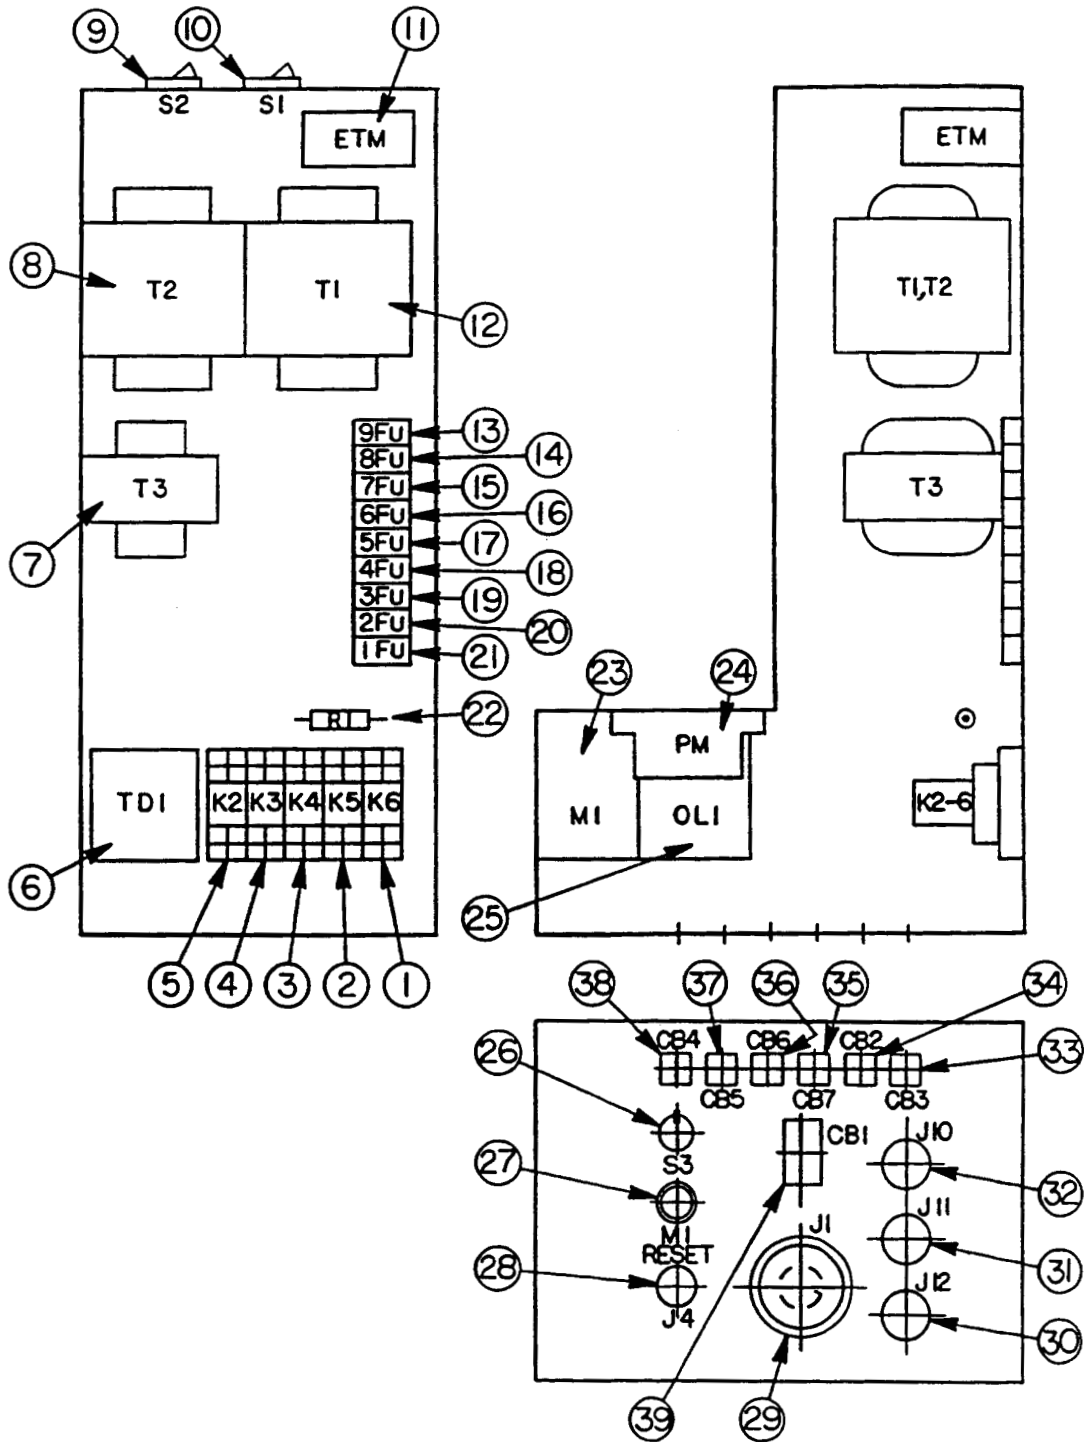 9
10
11
S2
S1
ETM
ETM
8
T2
T1
T1,T2
12
9FU
13
8FU
14
7
T3
7FU
15
T3
6FU
16
5FU
17
4FU
18
3FU
19
2FU
20
1FU
21
23
24
R1
22
PM
TD1
K2
K3
K4
K5
K6
M1
OL1
K2-6
6
25
5
4
3
2
1
38
37
36
35
34
CB4
CB6
CB2
33
26
CB5
CB7
CB3
CB1
J10
S3
27
32
M1
RESET
J1
J11
28
31
J4
J12
30
39
29